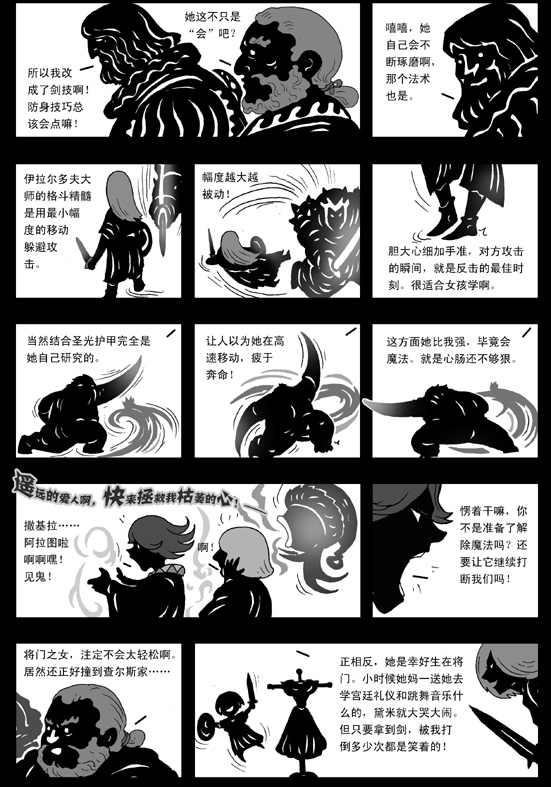 她这不只是
“会”吧？
所以我改
成了剑技啊！
防身技巧总
该会点嘛！
嘻嘻，她
自己会不
断琢磨啊，
那个法术
也是。
伊拉尔多夫大
师的格斗精髓
是用最小幅
度的移动
躲避攻
击。
幅度越大越
被动！
胆大心细加手准，对方攻击
的瞬间，就是反击的最佳时
刻。很适合女孩学啊。
当然结合圣光护甲完全是
她自己研究的。
让人以为她在高
速移动，疲于
奔命！
这方面她比我强，毕竟会
魔法。就是心肠还不够狠。
遥远的爱人啊，快来拯救我枯萎的心！
撒基拉……
阿拉图啦
啊啊嘿！
见鬼！
啊！
愣着干嘛，你
不是准备了解
除魔法吗？还
要让它继续打
断我们吗！
将门之女，注定不会太轻松啊。
居然还正好撞到查尔斯家……
正相反，她是幸好生在将
门。小时候她妈一送她去
学宫廷礼仪和跳舞音乐什
么的，黛米就大哭大闹。
但只要拿到剑，被我打
倒多少次都是笑着的！